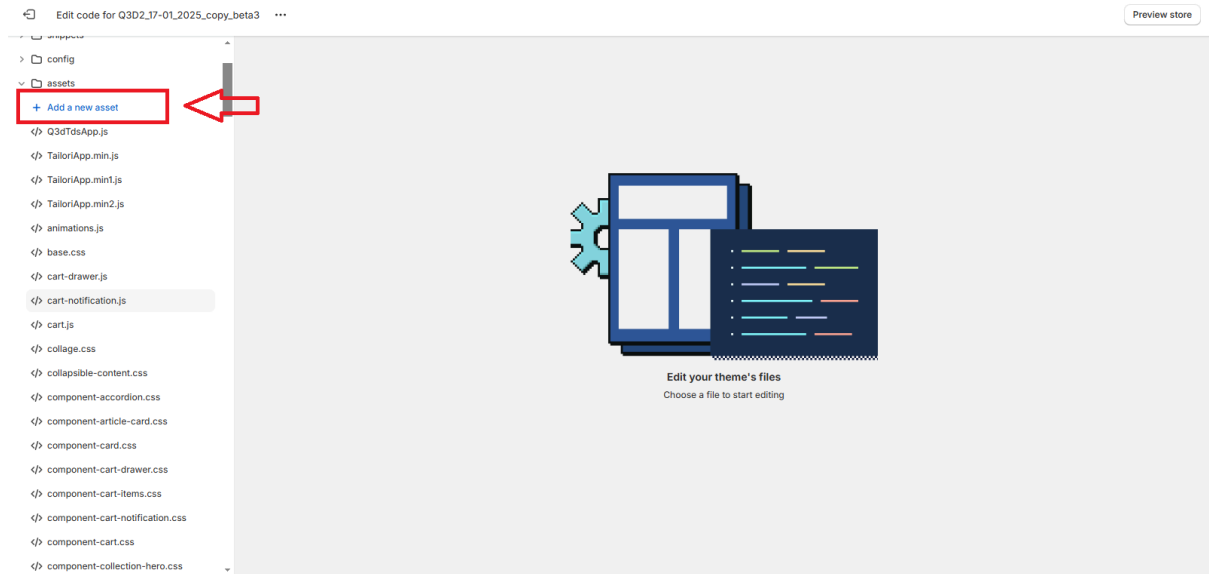 Edit code for Q3D2_17-01_2025_copy_beta3
Preview store
snippets
config
assets
+ Add a new asset
</> Q3dTdsApp.js
</> TailoriApp.min.js
</> TailoriApp.min1.js
</> TailoriApp.min2.js
</> animations.js
</> base.css
</> cart-drawer.js
</> cart-notification.js
</> cart.js
</> collage.css
</> collapsible-content.css
</> component-accordion.css
</> component-article-card.css
</> component-card.css
</> component-cart-drawer.css
</> component-cart-items.css
</> component-cart-notification.css
</> component-cart.css
</> component-collection-hero.css
Edit your theme's files
Choose a file to start editing